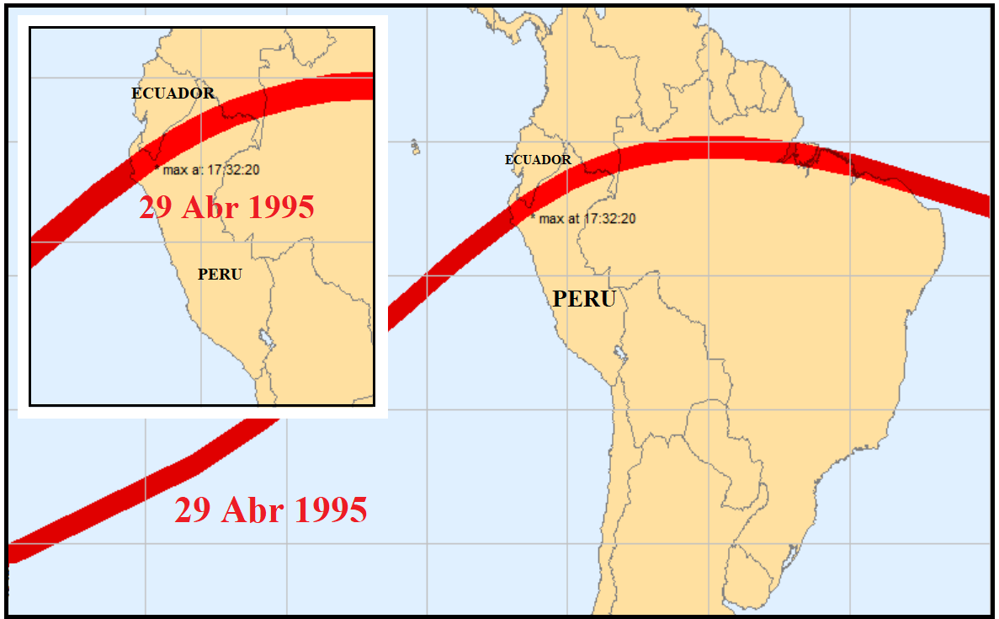 ECUADOR
* max at 17:32:20
29 Abr 1995
PERU
ECUADOR
* max at 17:32:20
PERU
29 Abr 1995